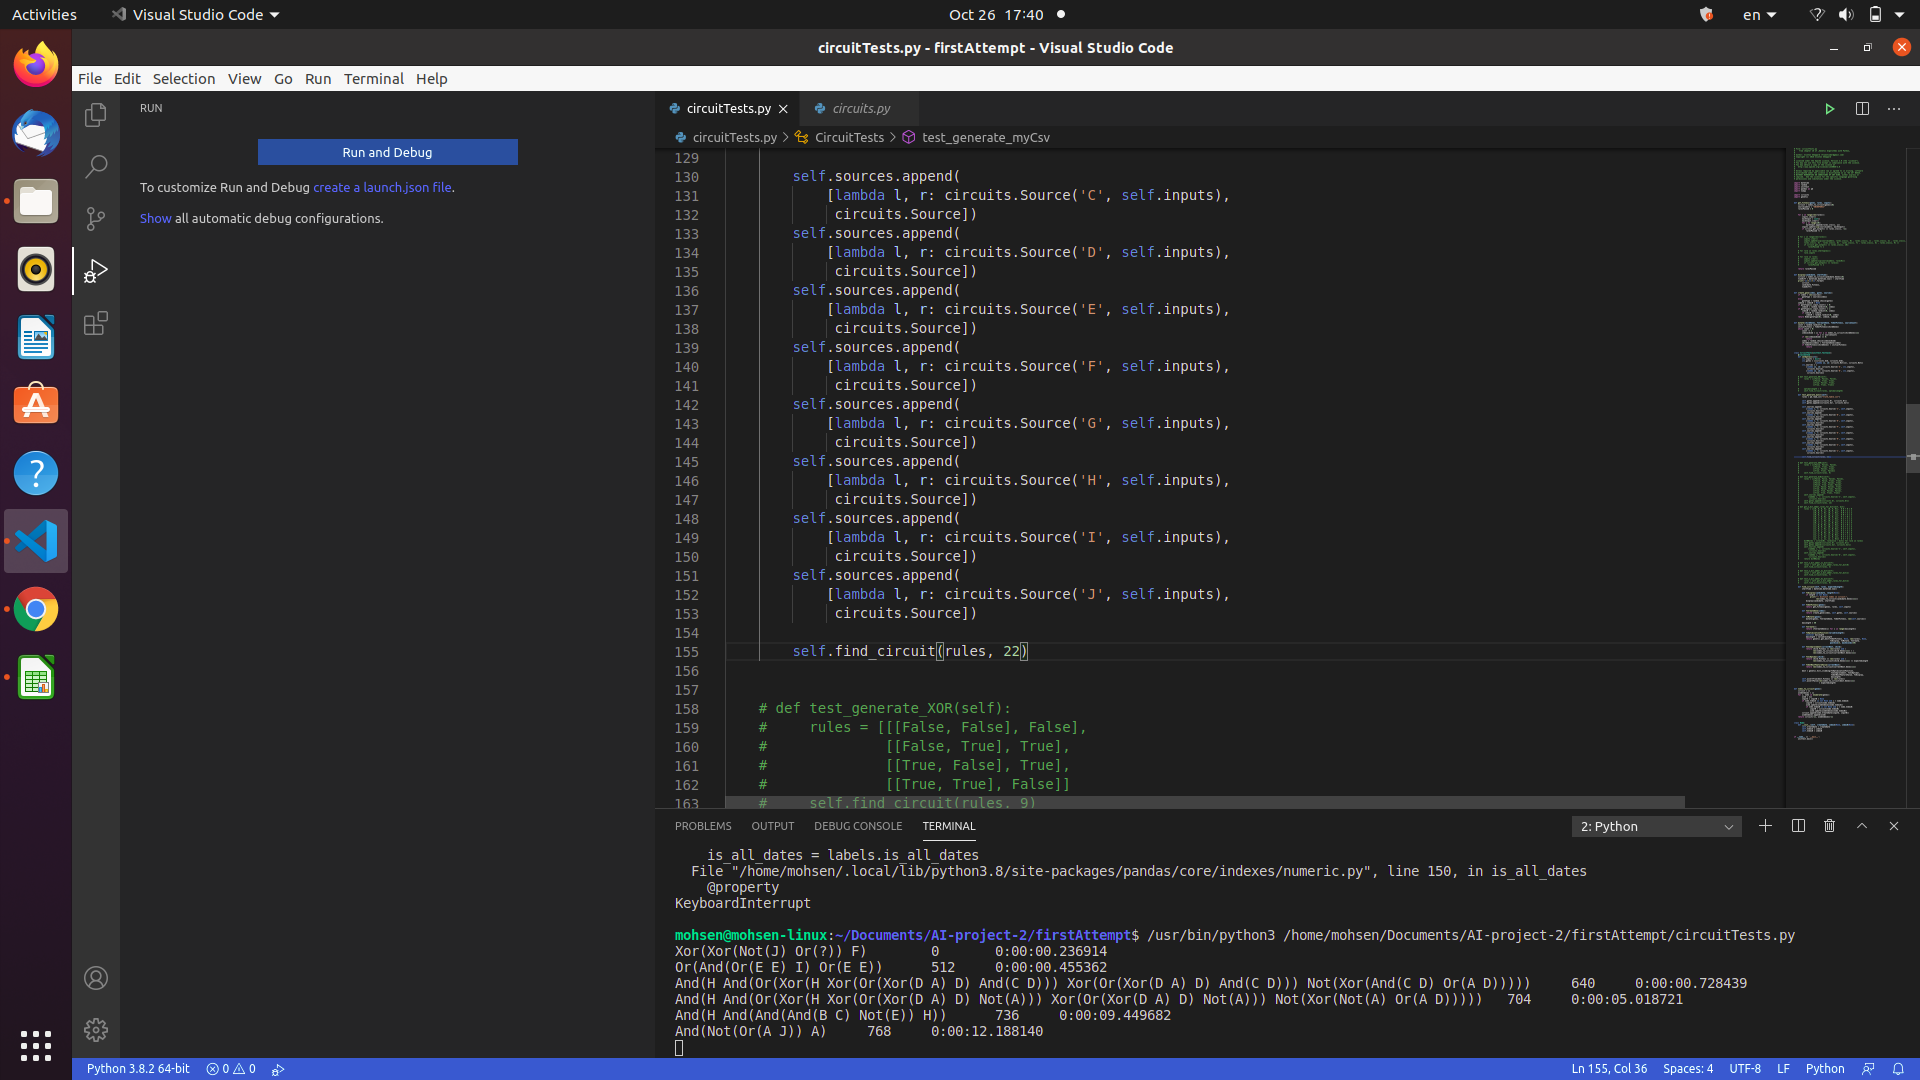 Activities
Visual Studio Code
Oct 26 17:40
en
circuitTests.py - firstAttempt - Visual Studio Code
File Edit Selection View Go Run Terminal Help
RUN
Run and Debug
To customize Run and Debug create a launch.json file.
Show all automatic debug configurations.
circuitTests.py
circuits.py
circuitTests.py > CircuitTests > test_generate_myCsv
129
130 self.sources.append(
131 [lambda l, r: circuits.Source('C', self.inputs),
132 circuits.Source])
133 self.sources.append(
134 [lambda l, r: circuits.Source('D', self.inputs),
135 circuits.Source])
136 self.sources.append(
137 [lambda l, r: circuits.Source('E', self.inputs),
138 circuits.Source])
139 self.sources.append(
140 [lambda l, r: circuits.Source('F', self.inputs),
141 circuits.Source])
142 self.sources.append(
143 [lambda l, r: circuits.Source('G', self.inputs),
144 circuits.Source])
145 self.sources.append(
146 [lambda l, r: circuits.Source('H', self.inputs),
147 circuits.Source])
148 self.sources.append(
149 [lambda l, r: circuits.Source('I', self.inputs),
150 circuits.Source])
151 self.sources.append(
152 [lambda l, r: circuits.Source('J', self.inputs),
153 circuits.Source])
154
155 self.find_circuit(rules, 22)
156
157
158 # def test_generate_XOR(self):
159 #     rules = [[[False, False], False],
160 #              [[False, True], True],
161 #              [[True, False], True],
162 #              [[True, True], False]]
163 #     self.find_circuit(rules, 9)
PROBLEMS OUTPUT DEBUG CONSOLE TERMINAL
2: Python
is_all_dates = labels.is_all_dates
File "/home/mohsen/.local/lib/python3.8/site-packages/pandas/core/indexes/numeric.py", line 150, in is_all_dates
@property
KeyboardInterrupt
mohsen@mohsen-linux:~/Documents/AI-project-2/firstAttempt$ /usr/bin/python3 /home/mohsen/Documents/AI-project-2/firstAttempt/circuitTests.py
Xor(Xor(Not(J) Or(?)) F) 0 0:00:00.236914
Or(And(Or(E E) I) Or(E E)) 512 0:00:00.455362
And(H And(Or(Xor(H Xor(Or(Xor(D A) D) And(C D))) Xor(Or(Xor(D A) D) And(C D))) Not(Xor(And(C D) Or(A D))))) 640 0:00:00.728439
And(H And(Or(Xor(H Xor(Or(Xor(D A) D) Not(A))) Xor(Or(Xor(D A) D) Not(A))) Not(Xor(Not(A) Or(A D))))) 704 0:00:05.018721
And(H And(And(And(B C) Not(E)) H)) 736 0:00:09.449682
And(Not(Or(A J)) A) 768 0:00:12.188140
Python 3.8.2 64-bit
0 0
Ln 155, Col 36
Spaces: 4
UTF-8
LF
Python